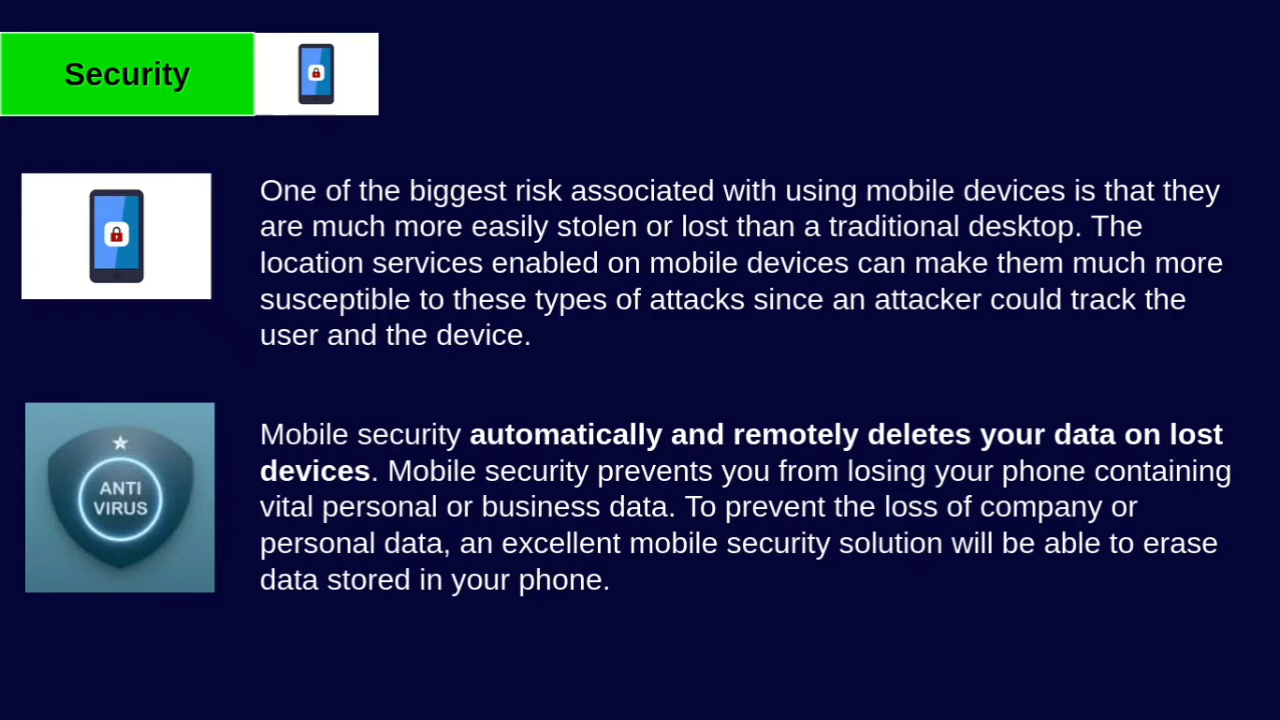 Security
One of the biggest risk associated with using mobile devices is that they
are much more easily stolen or lost than a traditional desktop. The
location services enabled on mobile devices can make them much more
susceptible to these types of attacks since an attacker could track the
user and the device.
ANTI
VIRUS
Mobile security automatically and remotely deletes your data on lost
devices. Mobile security prevents you from losing your phone containing
vital personal or business data. To prevent the loss of company or
personal data, an excellent mobile security solution will be able to erase
data stored in your phone.